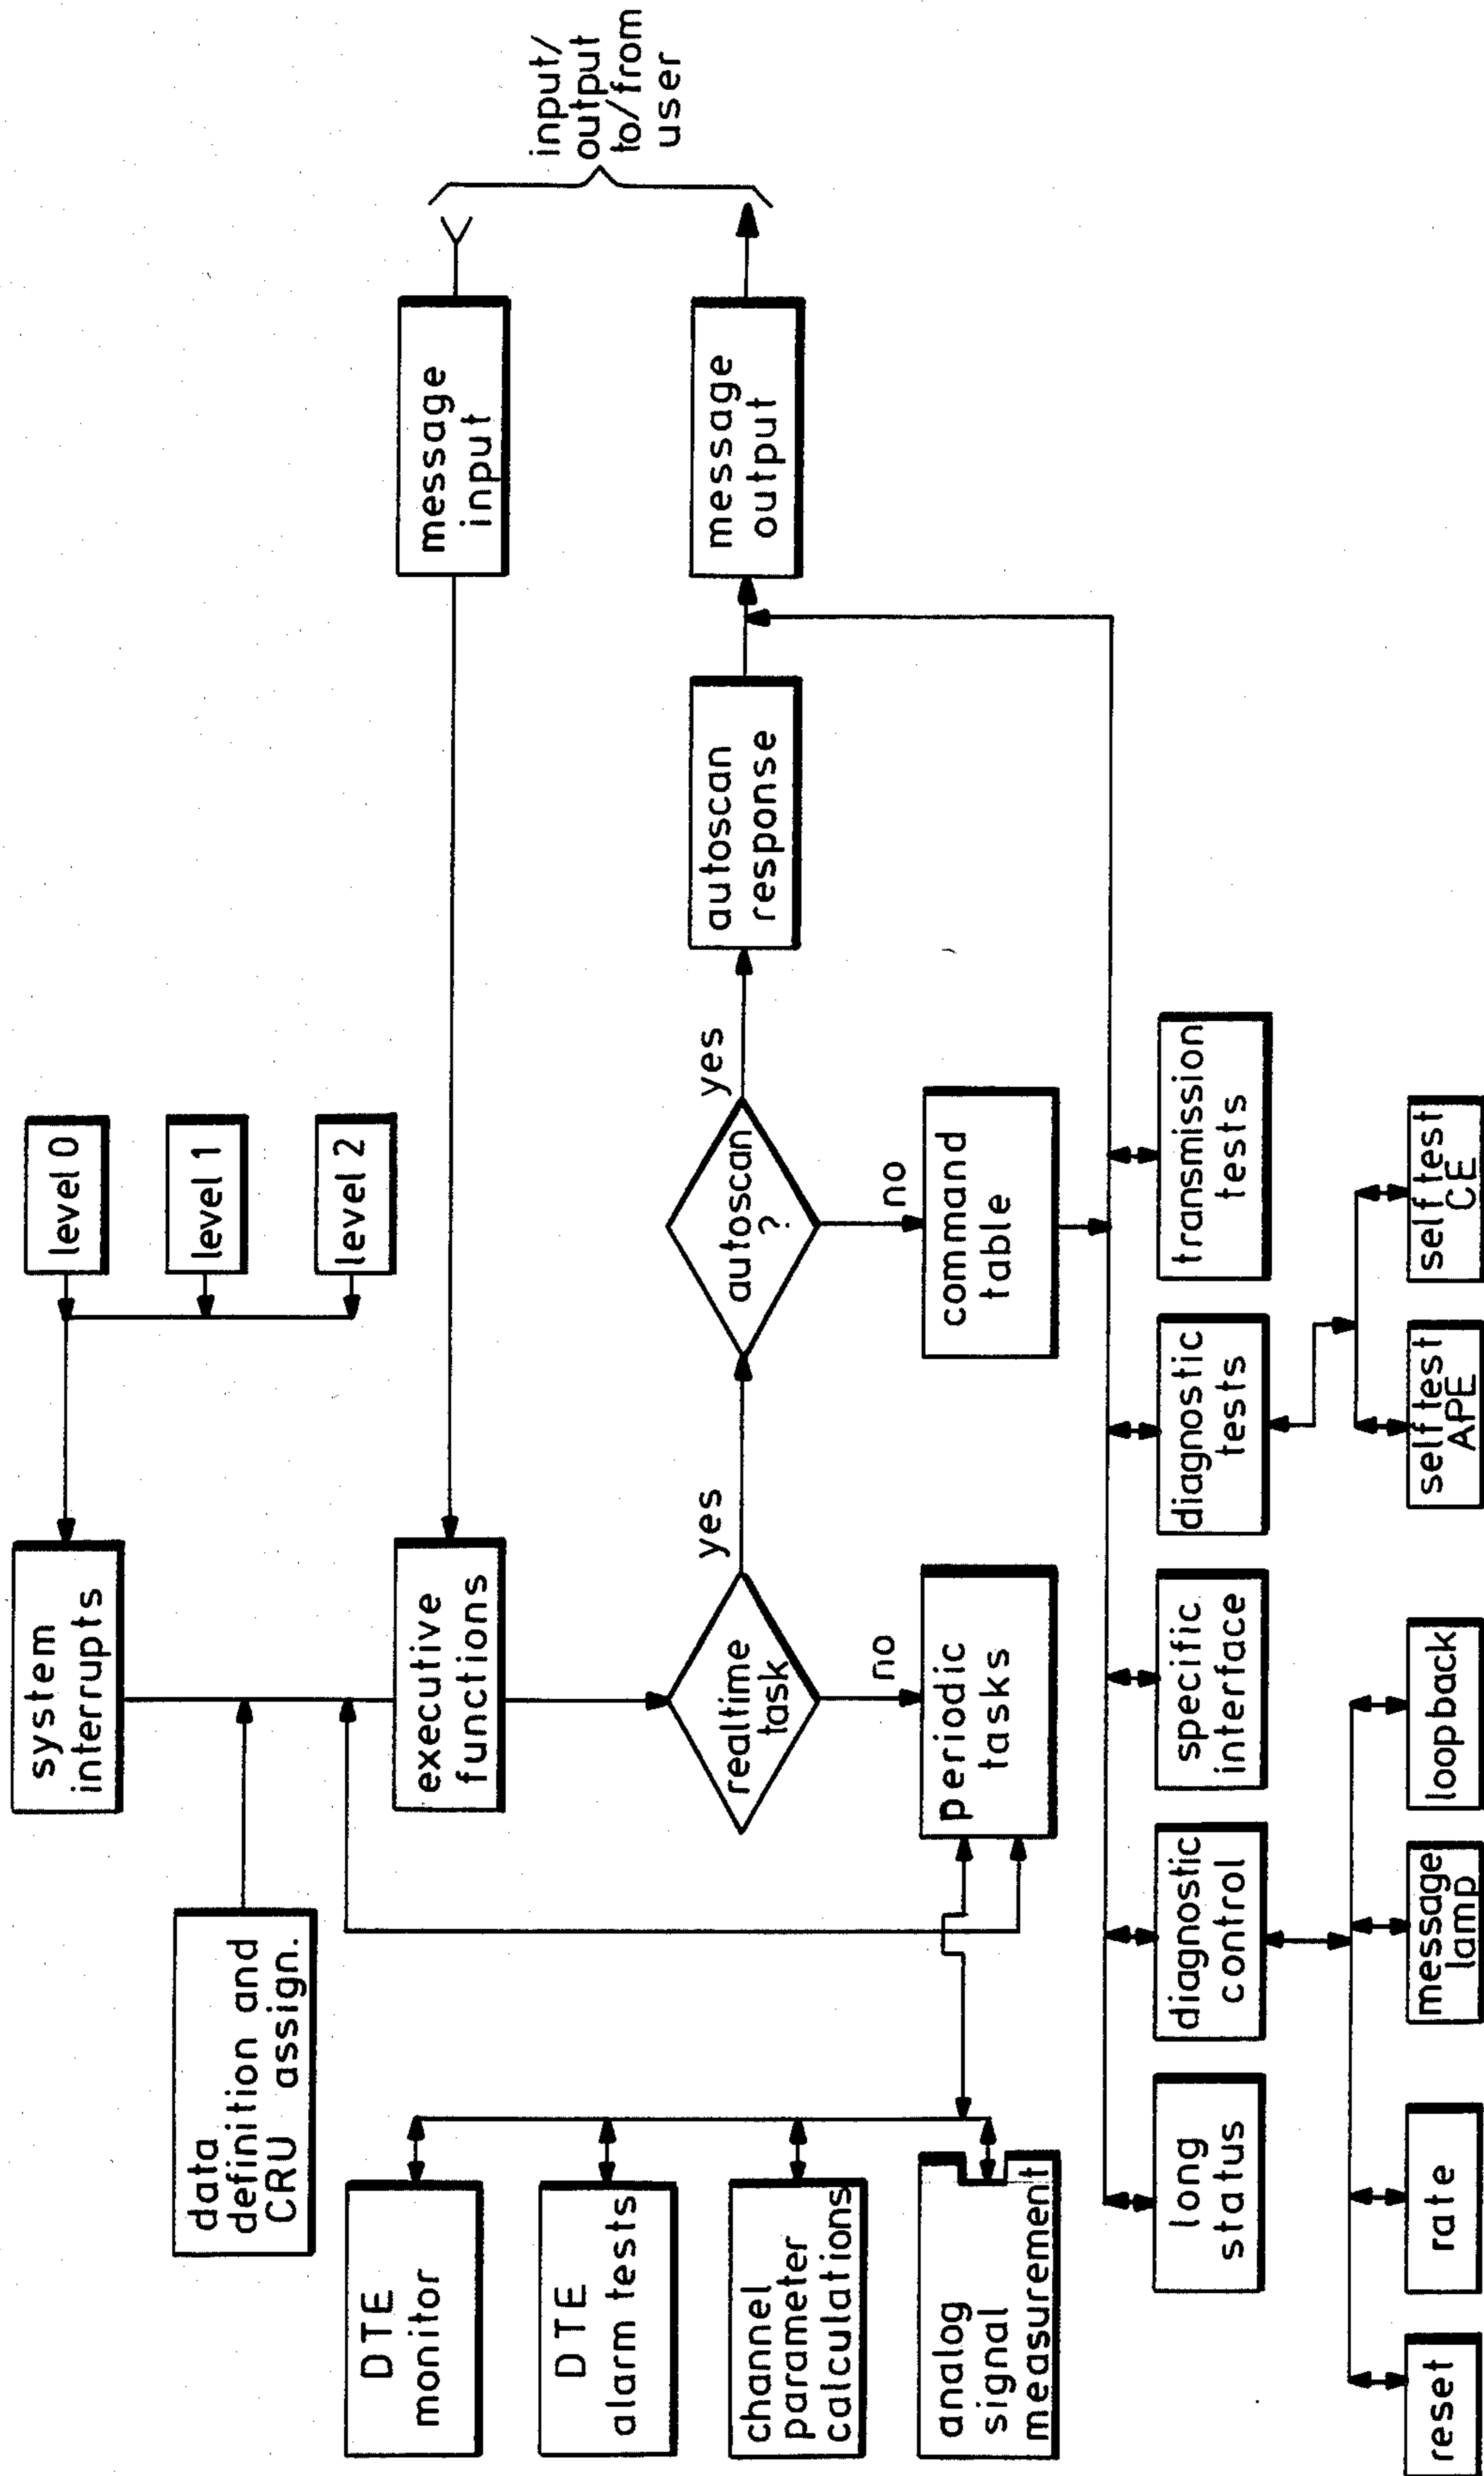 system
interrupts
level 0
level 1
level 2
data
definition and
CRU assign.
executive
functions
message
input
input/
output
to/from
user
DTE
monitor
DTE
alarm tests
channel
parameter
calculations
analog
signal
measurement
realtime
task
yes
no
autoscan
?
yes
no
autoscan
response
message
output
periodic
tasks
command
table
long
status
diagnostic
control
specific
interface
diagnostic
tests
transmission
tests
reset
rate
message
lamp
loopback
self test
APE
self test
CE